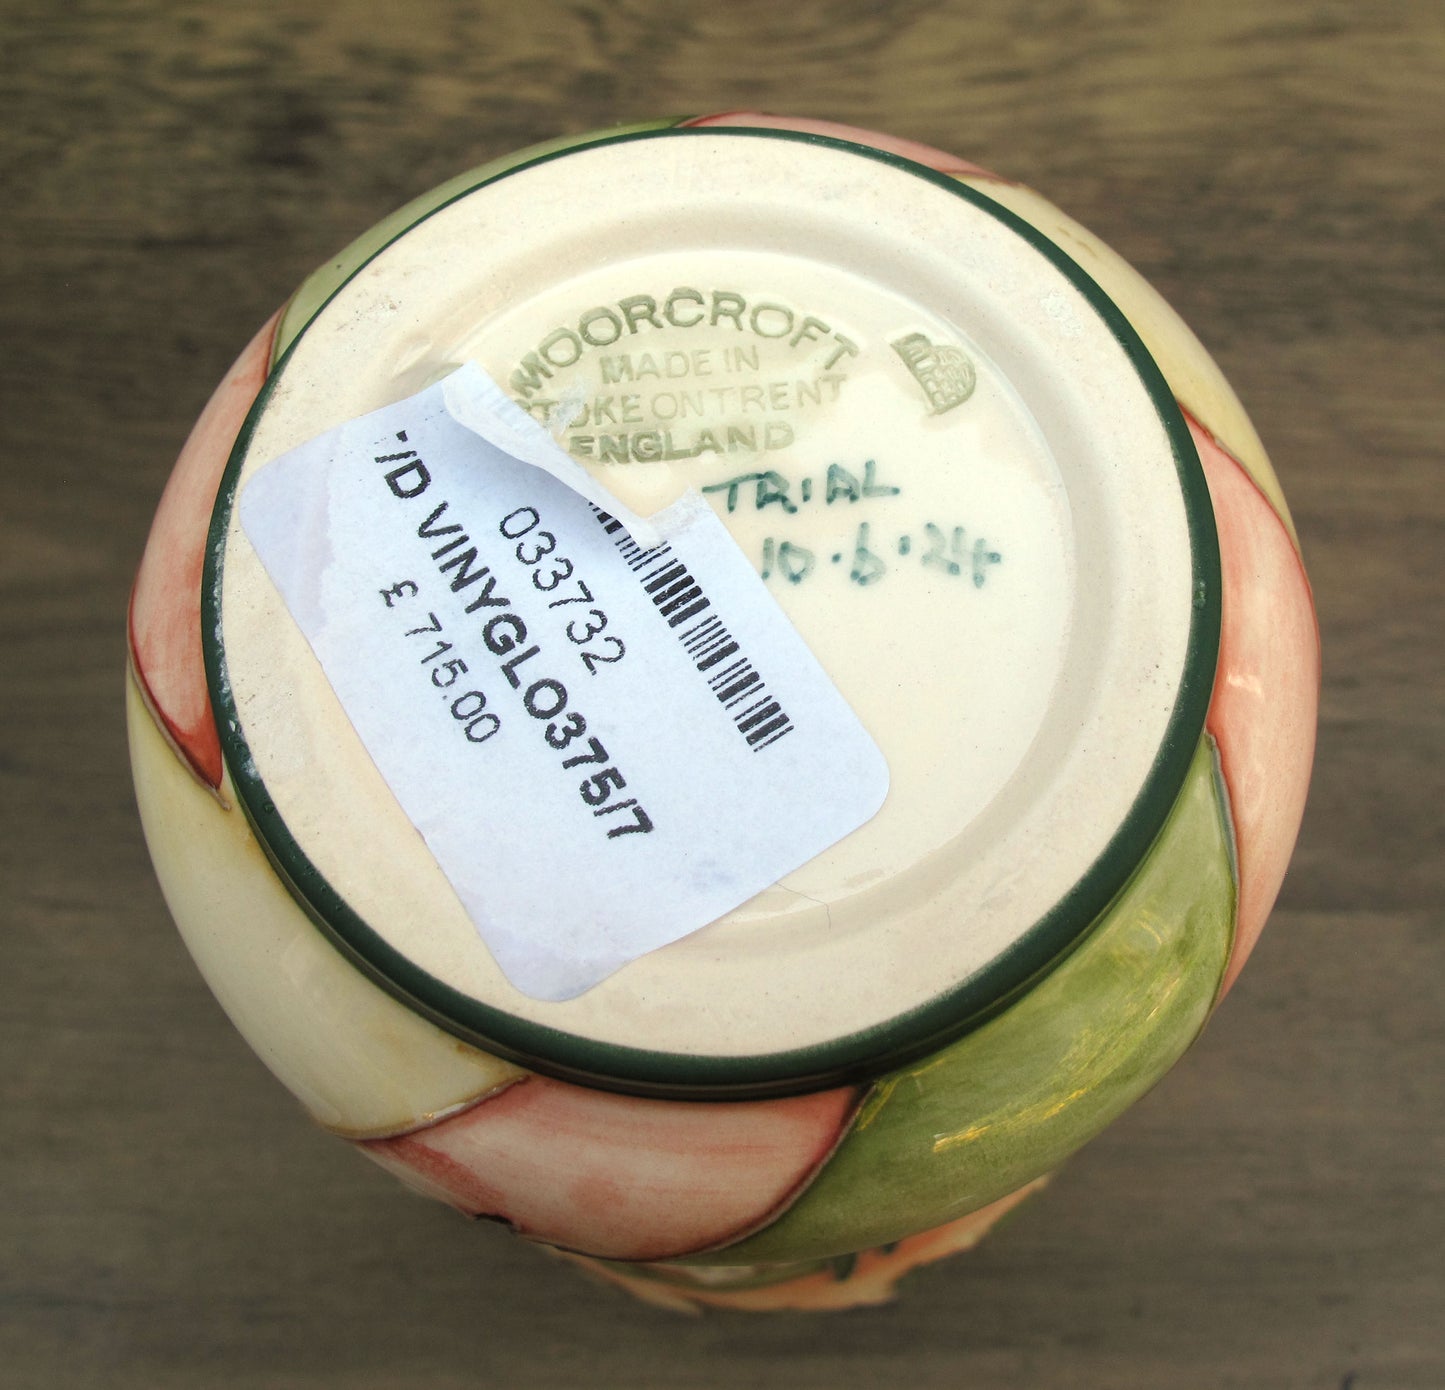 MOORCROFT
MADE IN
STOKE ON TRENT
ENGLAND
TRIAL
10.6.24
033732
T/D VINYGLO375/7
£ 715.00